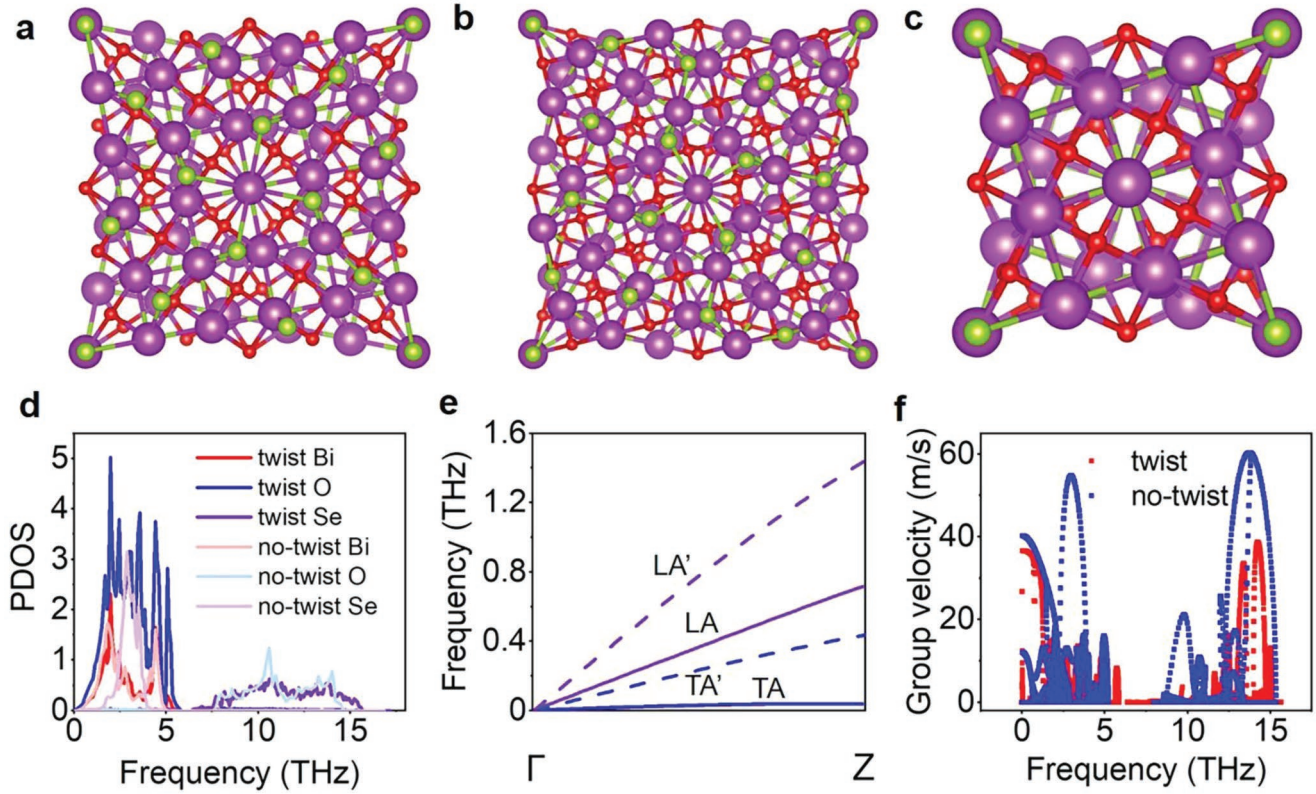 a
b
c
d
PDOS
5
4
3
2
1
0
twist Bi
twist O
twist Se
no-twist Bi
no-twist O
no-twist Se
0
5
10
15
Frequency (THz)
e
Frequency (THz)
1.6
1.2
0.8
0.4
0
LA’
LA
TA’
TA
Γ
Z
f
Group velocity (m/s)
60
40
20
0
twist
no-twist
0
5
10
15
Frequency (THz)